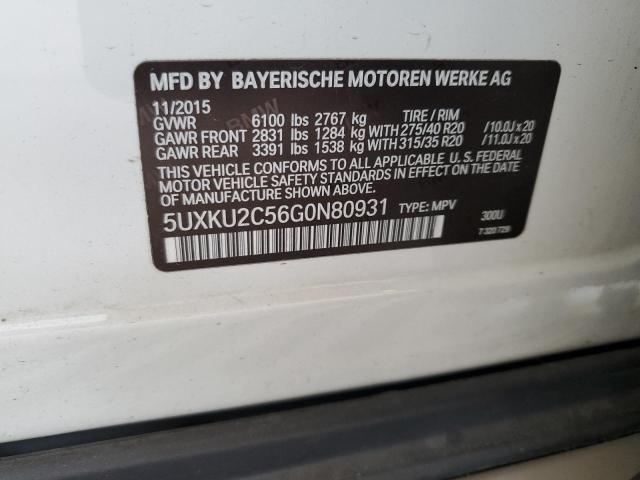 MFD BY BAYERISCHE MOTOREN WERKE AG
11/2015
GVWR 6100 lbs 2767 kg TIRE / RIM
GAWR FRONT 2831 lbs 1284 kg WITH 275/40 R20 /10.0J x 20
GAWR REAR 3391 lbs 1538 kg WITH 315/35 R20 /11.0J x 20
THIS VEHICLE CONFORMS TO ALL APPLICABLE U.S. FEDERAL
MOTOR VEHICLE SAFETY STANDARDS IN EFFECT ON THE DATE
OF MANUFACTURE SHOWN ABOVE.
5UXKU2C56G0N80931 TYPE: MPV 300U
7 320 729